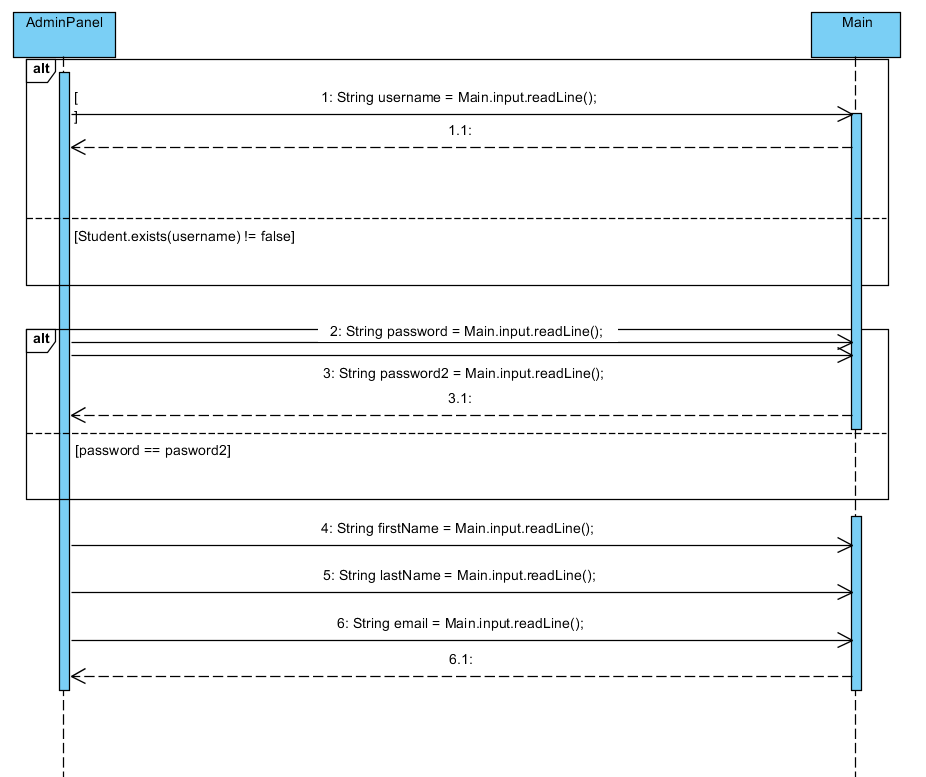 AdminPanel
Main
alt
[
]
1: String username = Main.input.readLine();
1.1:
[Student.exists(username) != false]
alt
2: String password = Main.input.readLine();
3: String password2 = Main.input.readLine();
3.1:
[password == pasword2]
4: String firstName = Main.input.readLine();
5: String lastName = Main.input.readLine();
6: String email = Main.input.readLine();
6.1: